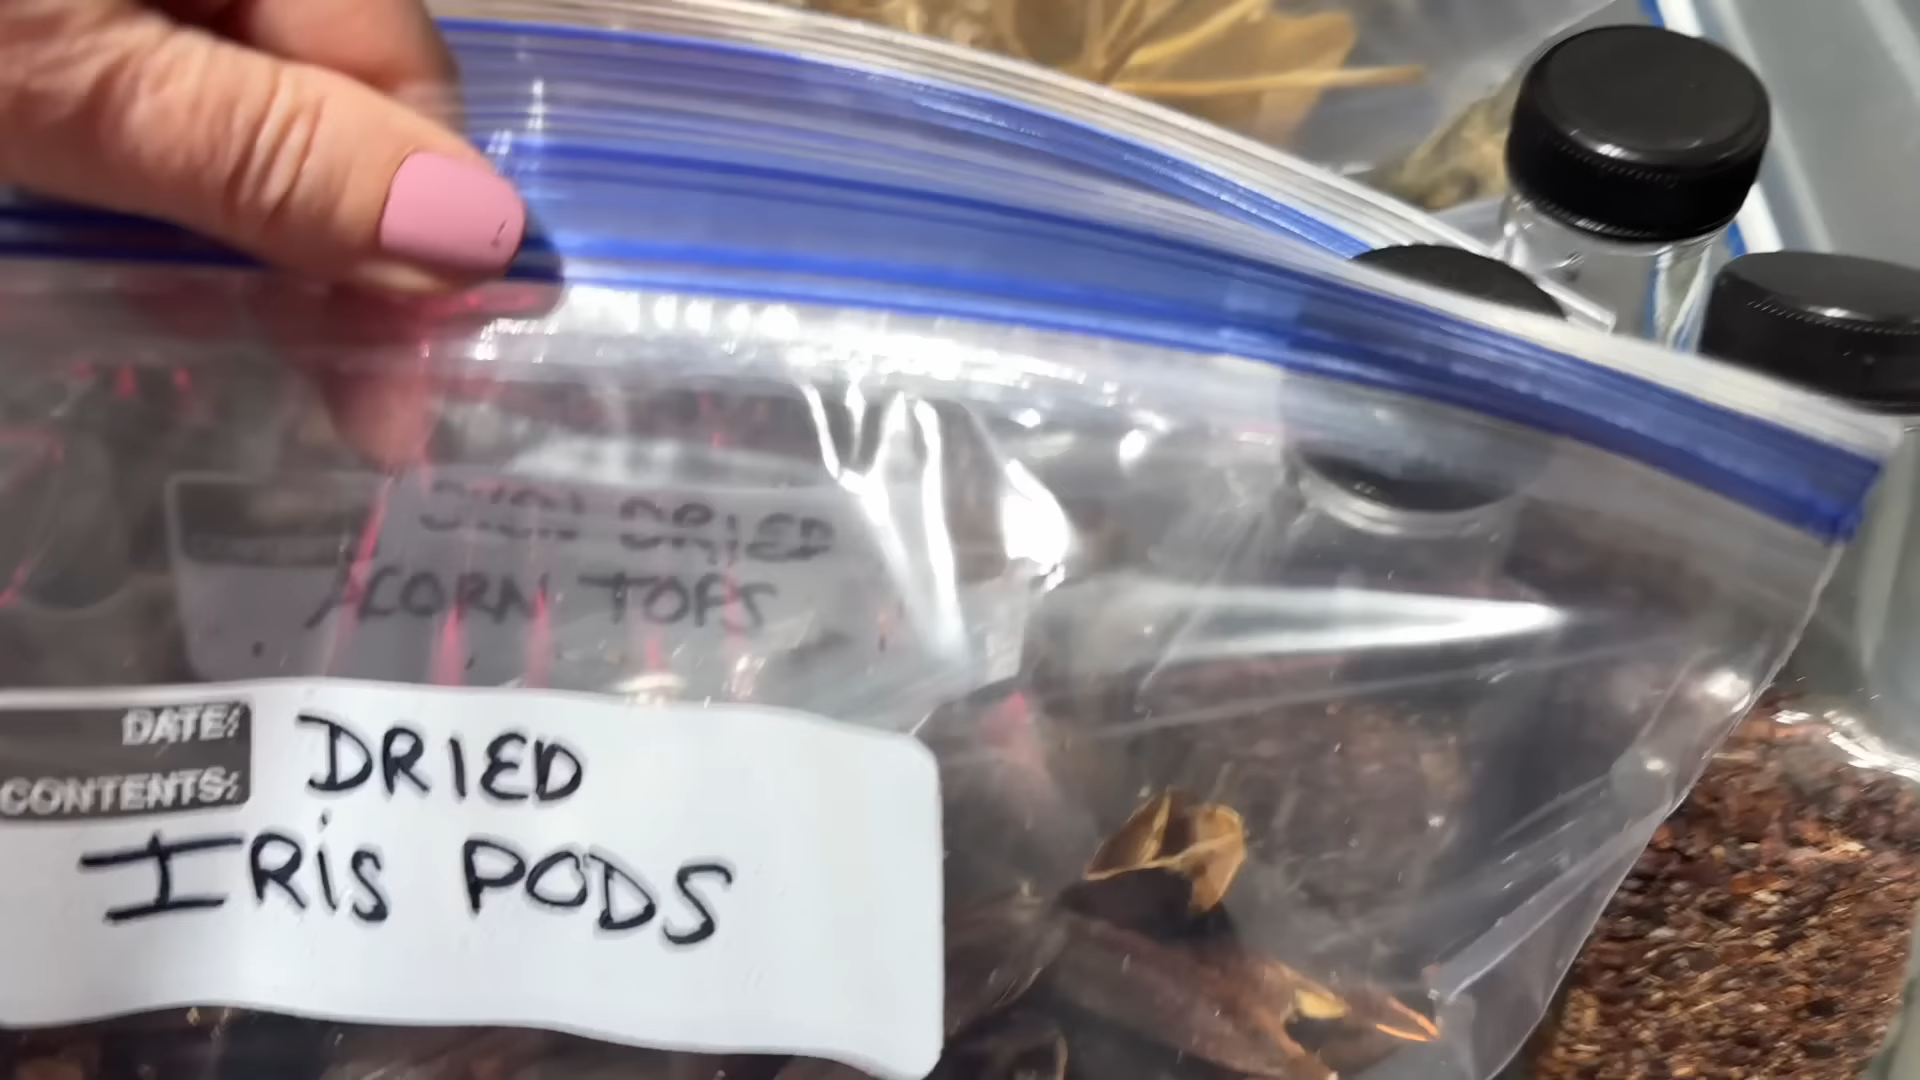 DRIED
ACORN TOPS
DATE:
DRIED
CONTENTS:
IRIS PODS